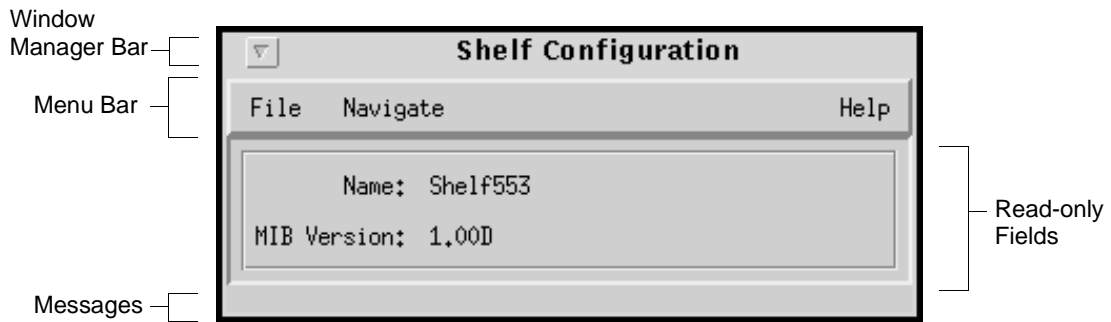 Window
Manager Bar
Shelf Configuration
Menu Bar
File Navigate Help
Name: Shelf553
MIB Version: 1.00D
Read-only
Fields
Messages